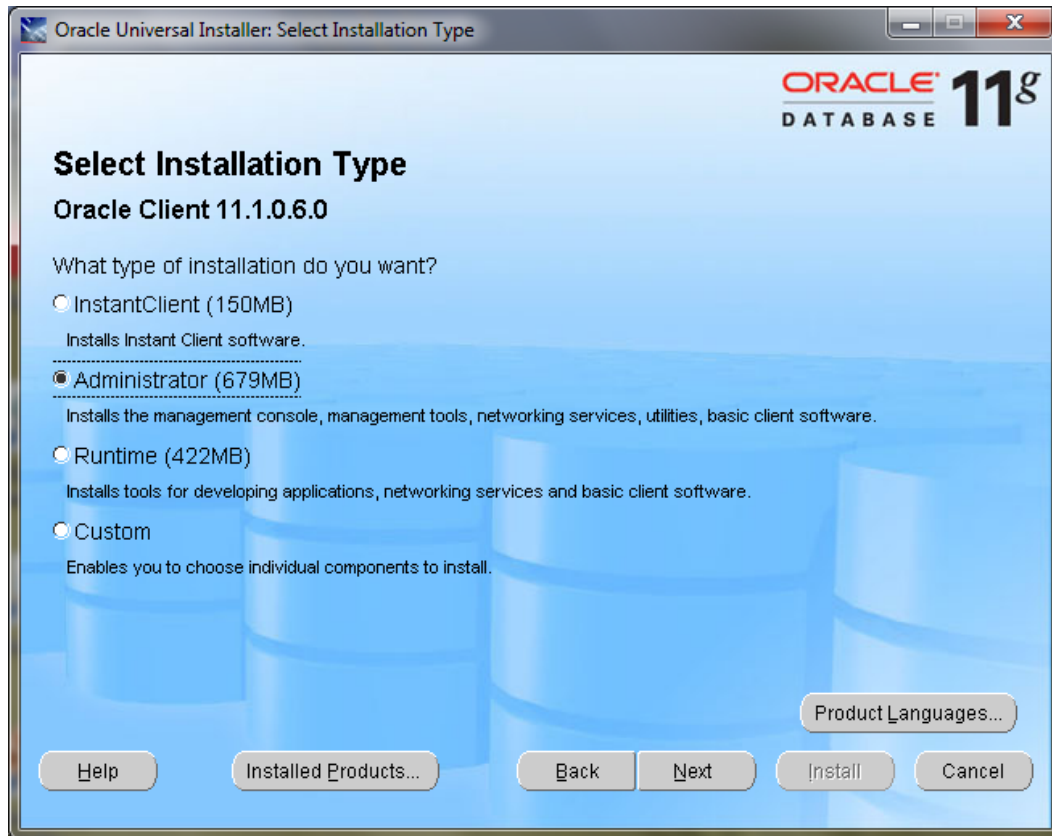 Oracle Universal Installer: Select Installation Type
ORACLE
DATABASE 11g
Select Installation Type
Oracle Client 11.1.0.6.0
What type of installation do you want?
InstantClient (150MB)
Installs Instant Client software.
Administrator (679MB)
Installs the management console, management tools, networking services, utilities, basic client software.
Runtime (422MB)
Installs tools for developing applications, networking services and basic client software.
Custom
Enables you to choose individual components to install.
Product Languages...
Help Installed Products... Back Next Install Cancel